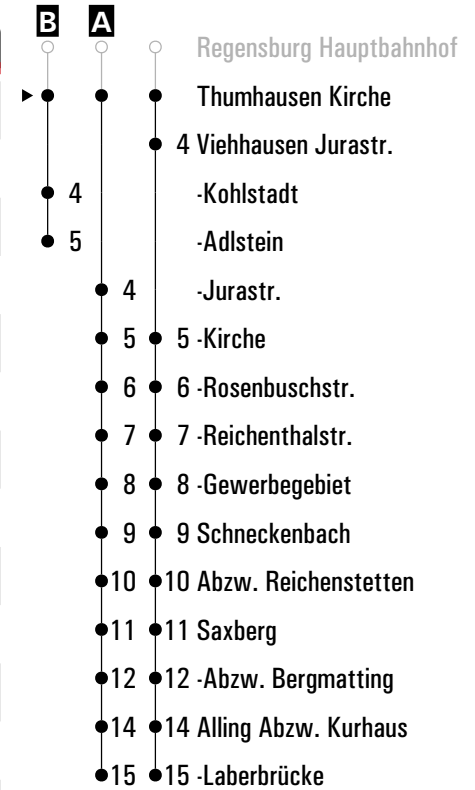 B A
Regensburg Hauptbahnhof
Thumhausen Kirche
4 Viehhausen Jurastr.
4 -Kohlstadt
5 -Adlstein
4 -Jurastr.
5 5 -Kirche
6 6 -Rosenbuschstr.
7 7 -Reichenthalstr.
8 8 -Gewerbegebiet
9 9 Schneckenbach
10 10 Abzw. Reichenstetten
11 11 Saxberg
12 12 -Abzw. Bergmatting
14 14 Alling Abzw. Kurhaus
15 15 -Laberbrücke